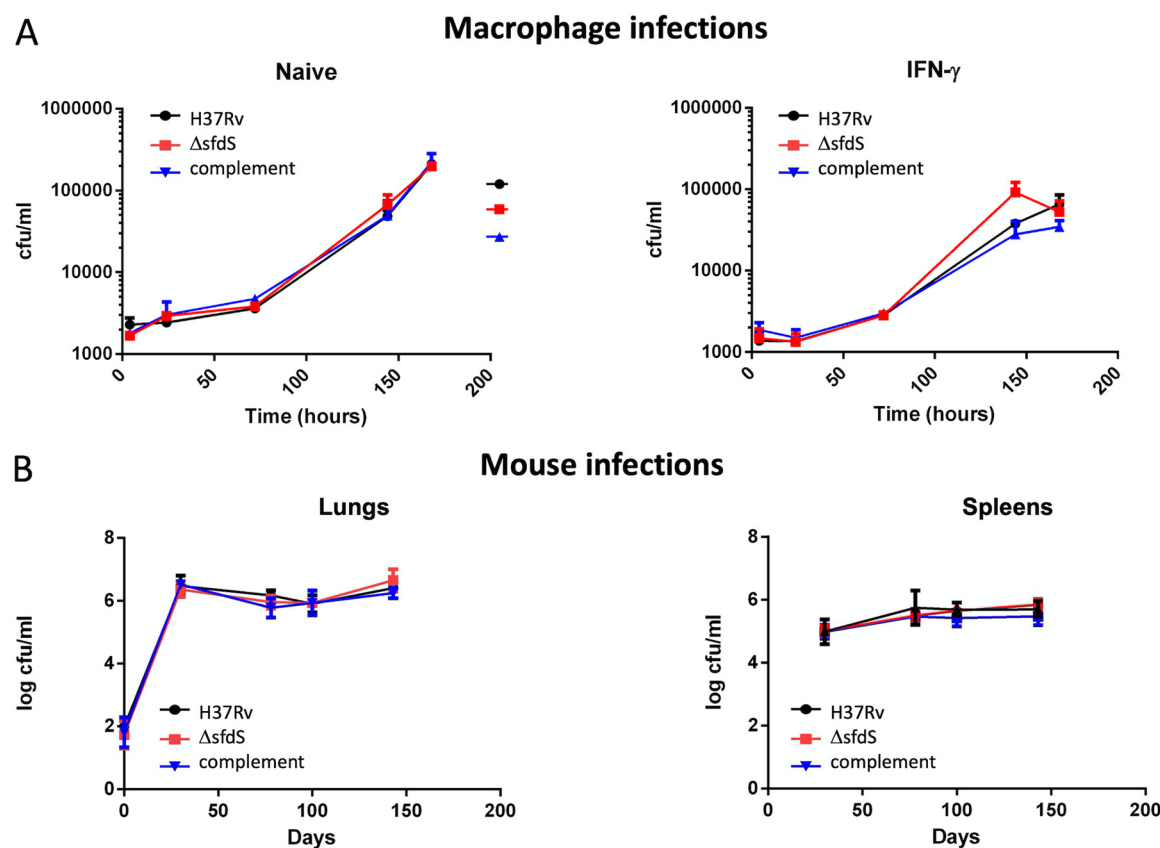 A
Macrophage infections
Naive
1000000
100000
10000
1000
cfu/ml
H37Rv
ΔsfdS
complement
0
50
100
150
200
Time (hours)
IFN-γ
1000000
100000
10000
1000
cfu/ml
H37Rv
ΔsfdS
complement
0
50
100
150
200
Time (hours)
B
Mouse infections
Lungs
8
6
4
2
0
log cfu/ml
H37Rv
ΔsfdS
complement
0
50
100
150
200
Days
Spleens
8
6
4
2
0
log cfu/ml
H37Rv
ΔsfdS
complement
0
50
100
150
200
Days